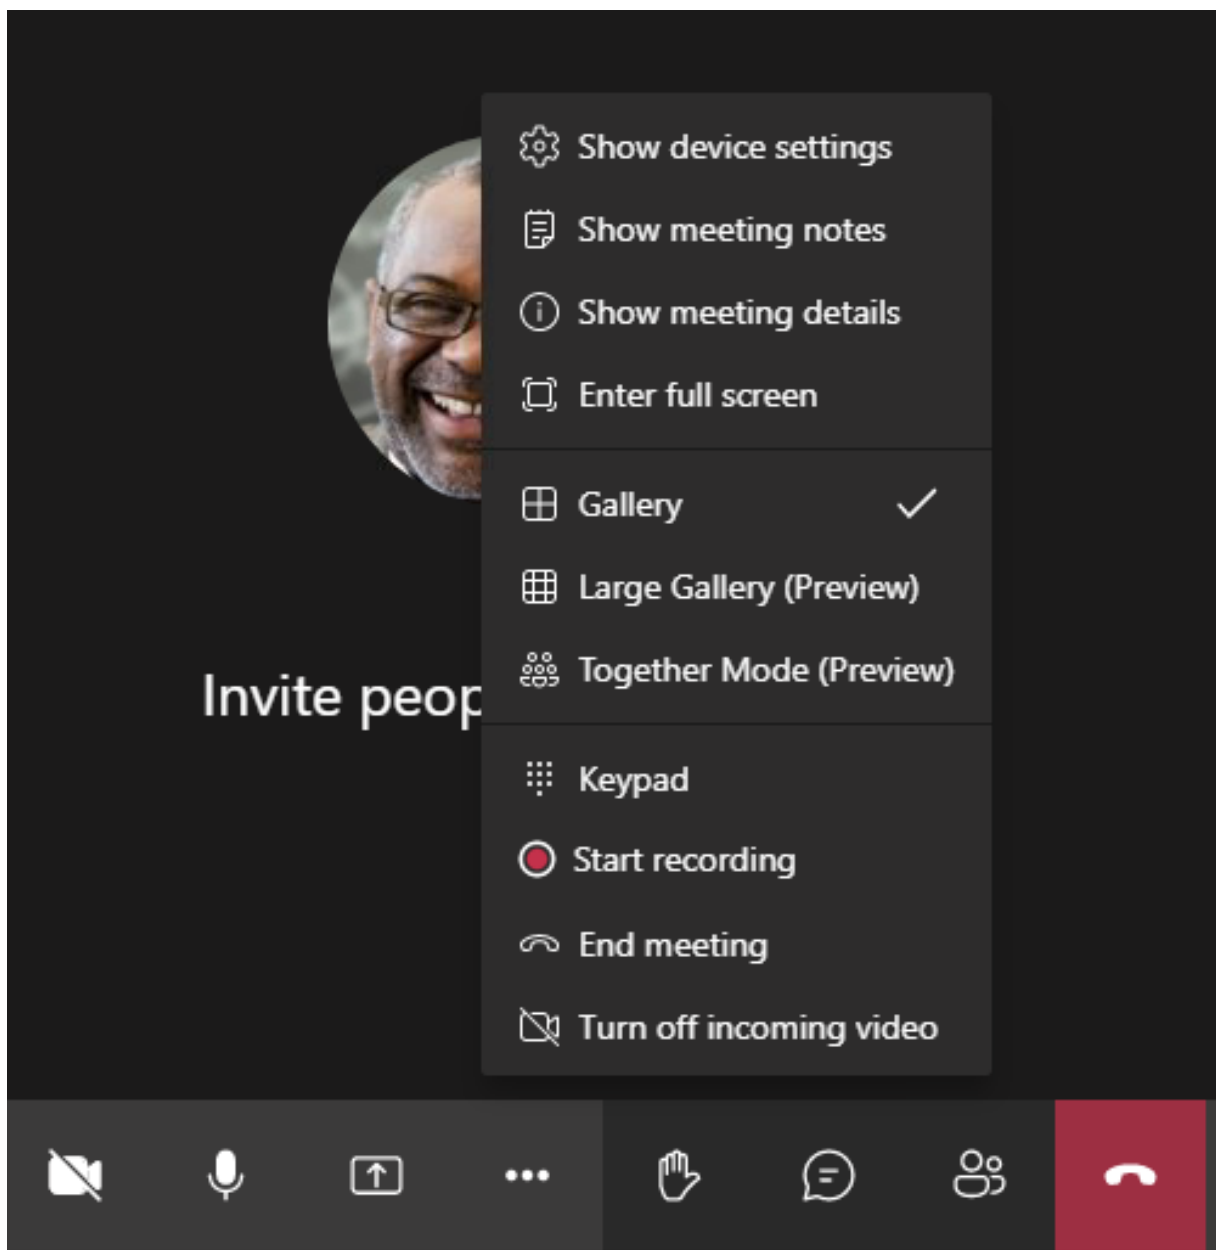 Show device settings
Show meeting notes
Show meeting details
Enter full screen
Gallery
Large Gallery (Preview)
Together Mode (Preview)
Invite peop
Keypad
Start recording
End meeting
Turn off incoming video